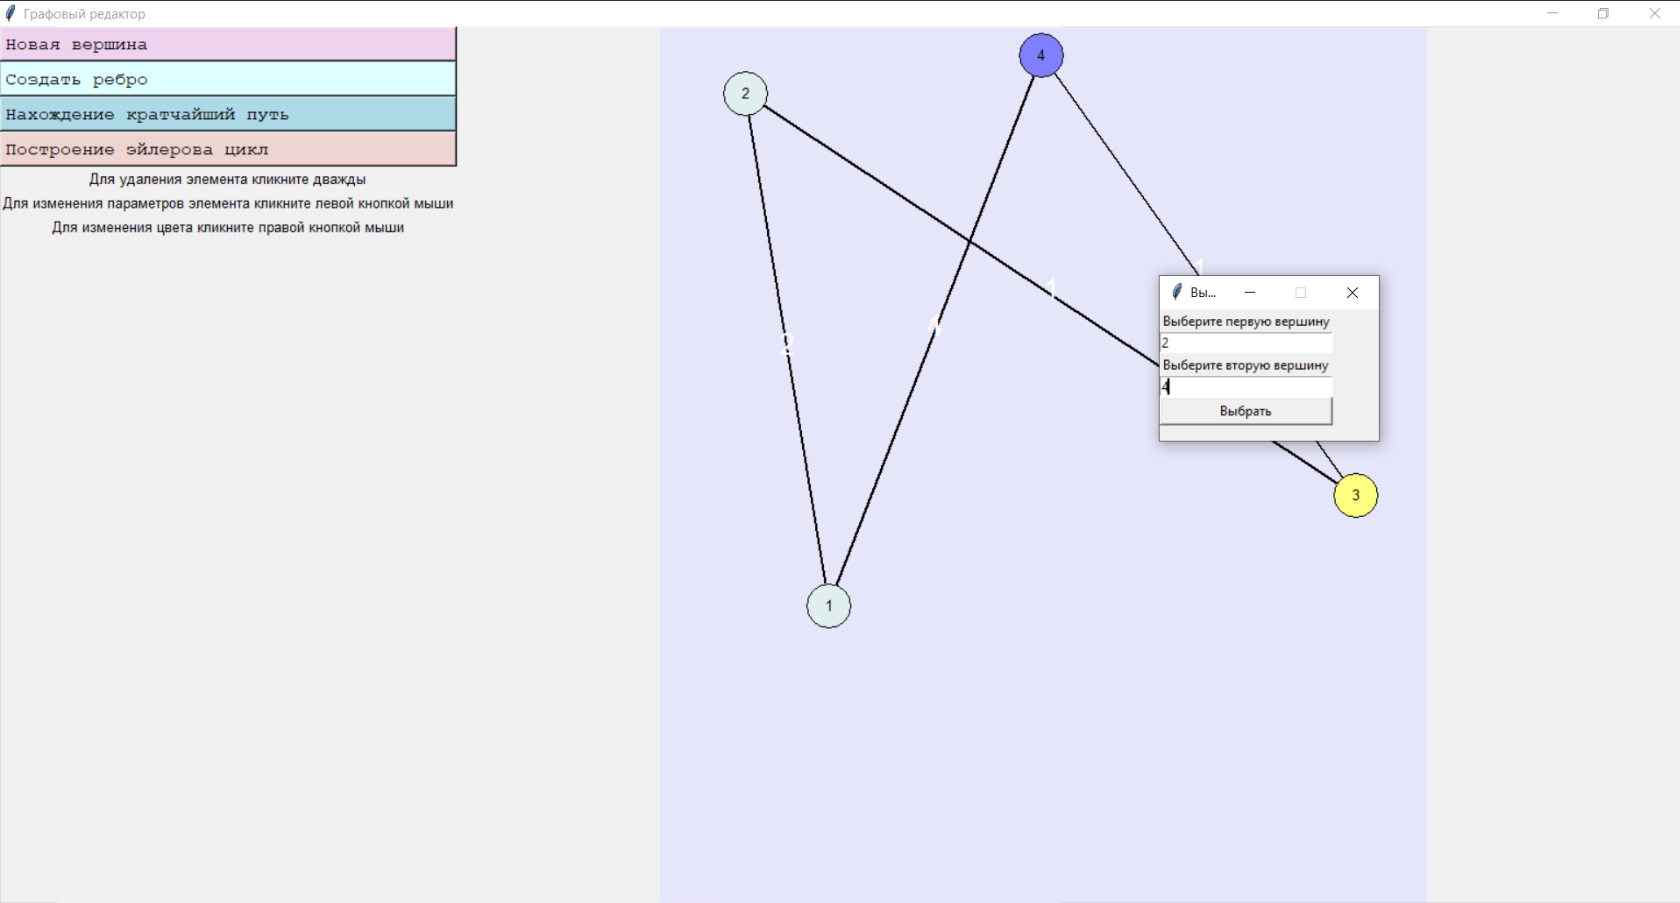 Графовый редактор
Новая вершина
Создать ребро
Нахождение кратчайший путь
Построение эйлерова цикл
Для удаления элемента кликните дважды
Для изменения параметров элемента кликните левой кнопкой мыши
Для изменения цвета кликните правой кнопкой мыши
4
2
1
1
2
Вы...
Выберите первую вершину
2
Выберите вторую вершину
4
Выбрать
3
1